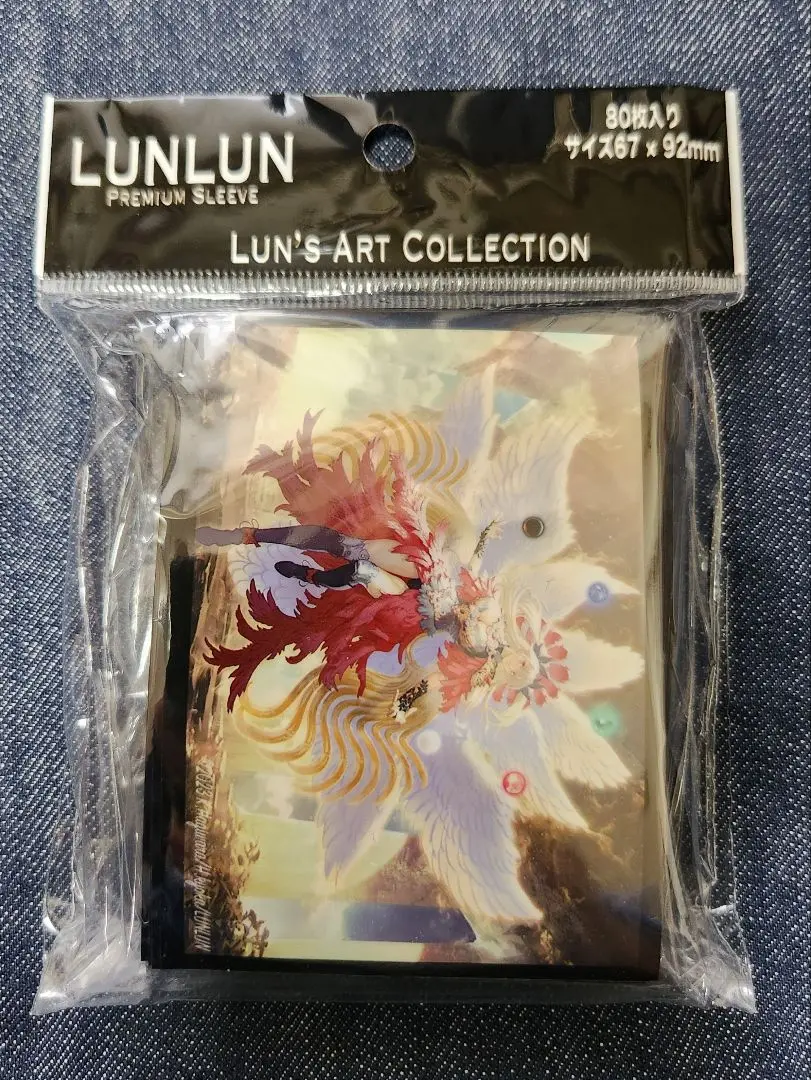 LUNLUN
PREMIUM SLEEVE
80枚入り
サイズ67 x 92mm
LUN'S ART COLLECTION